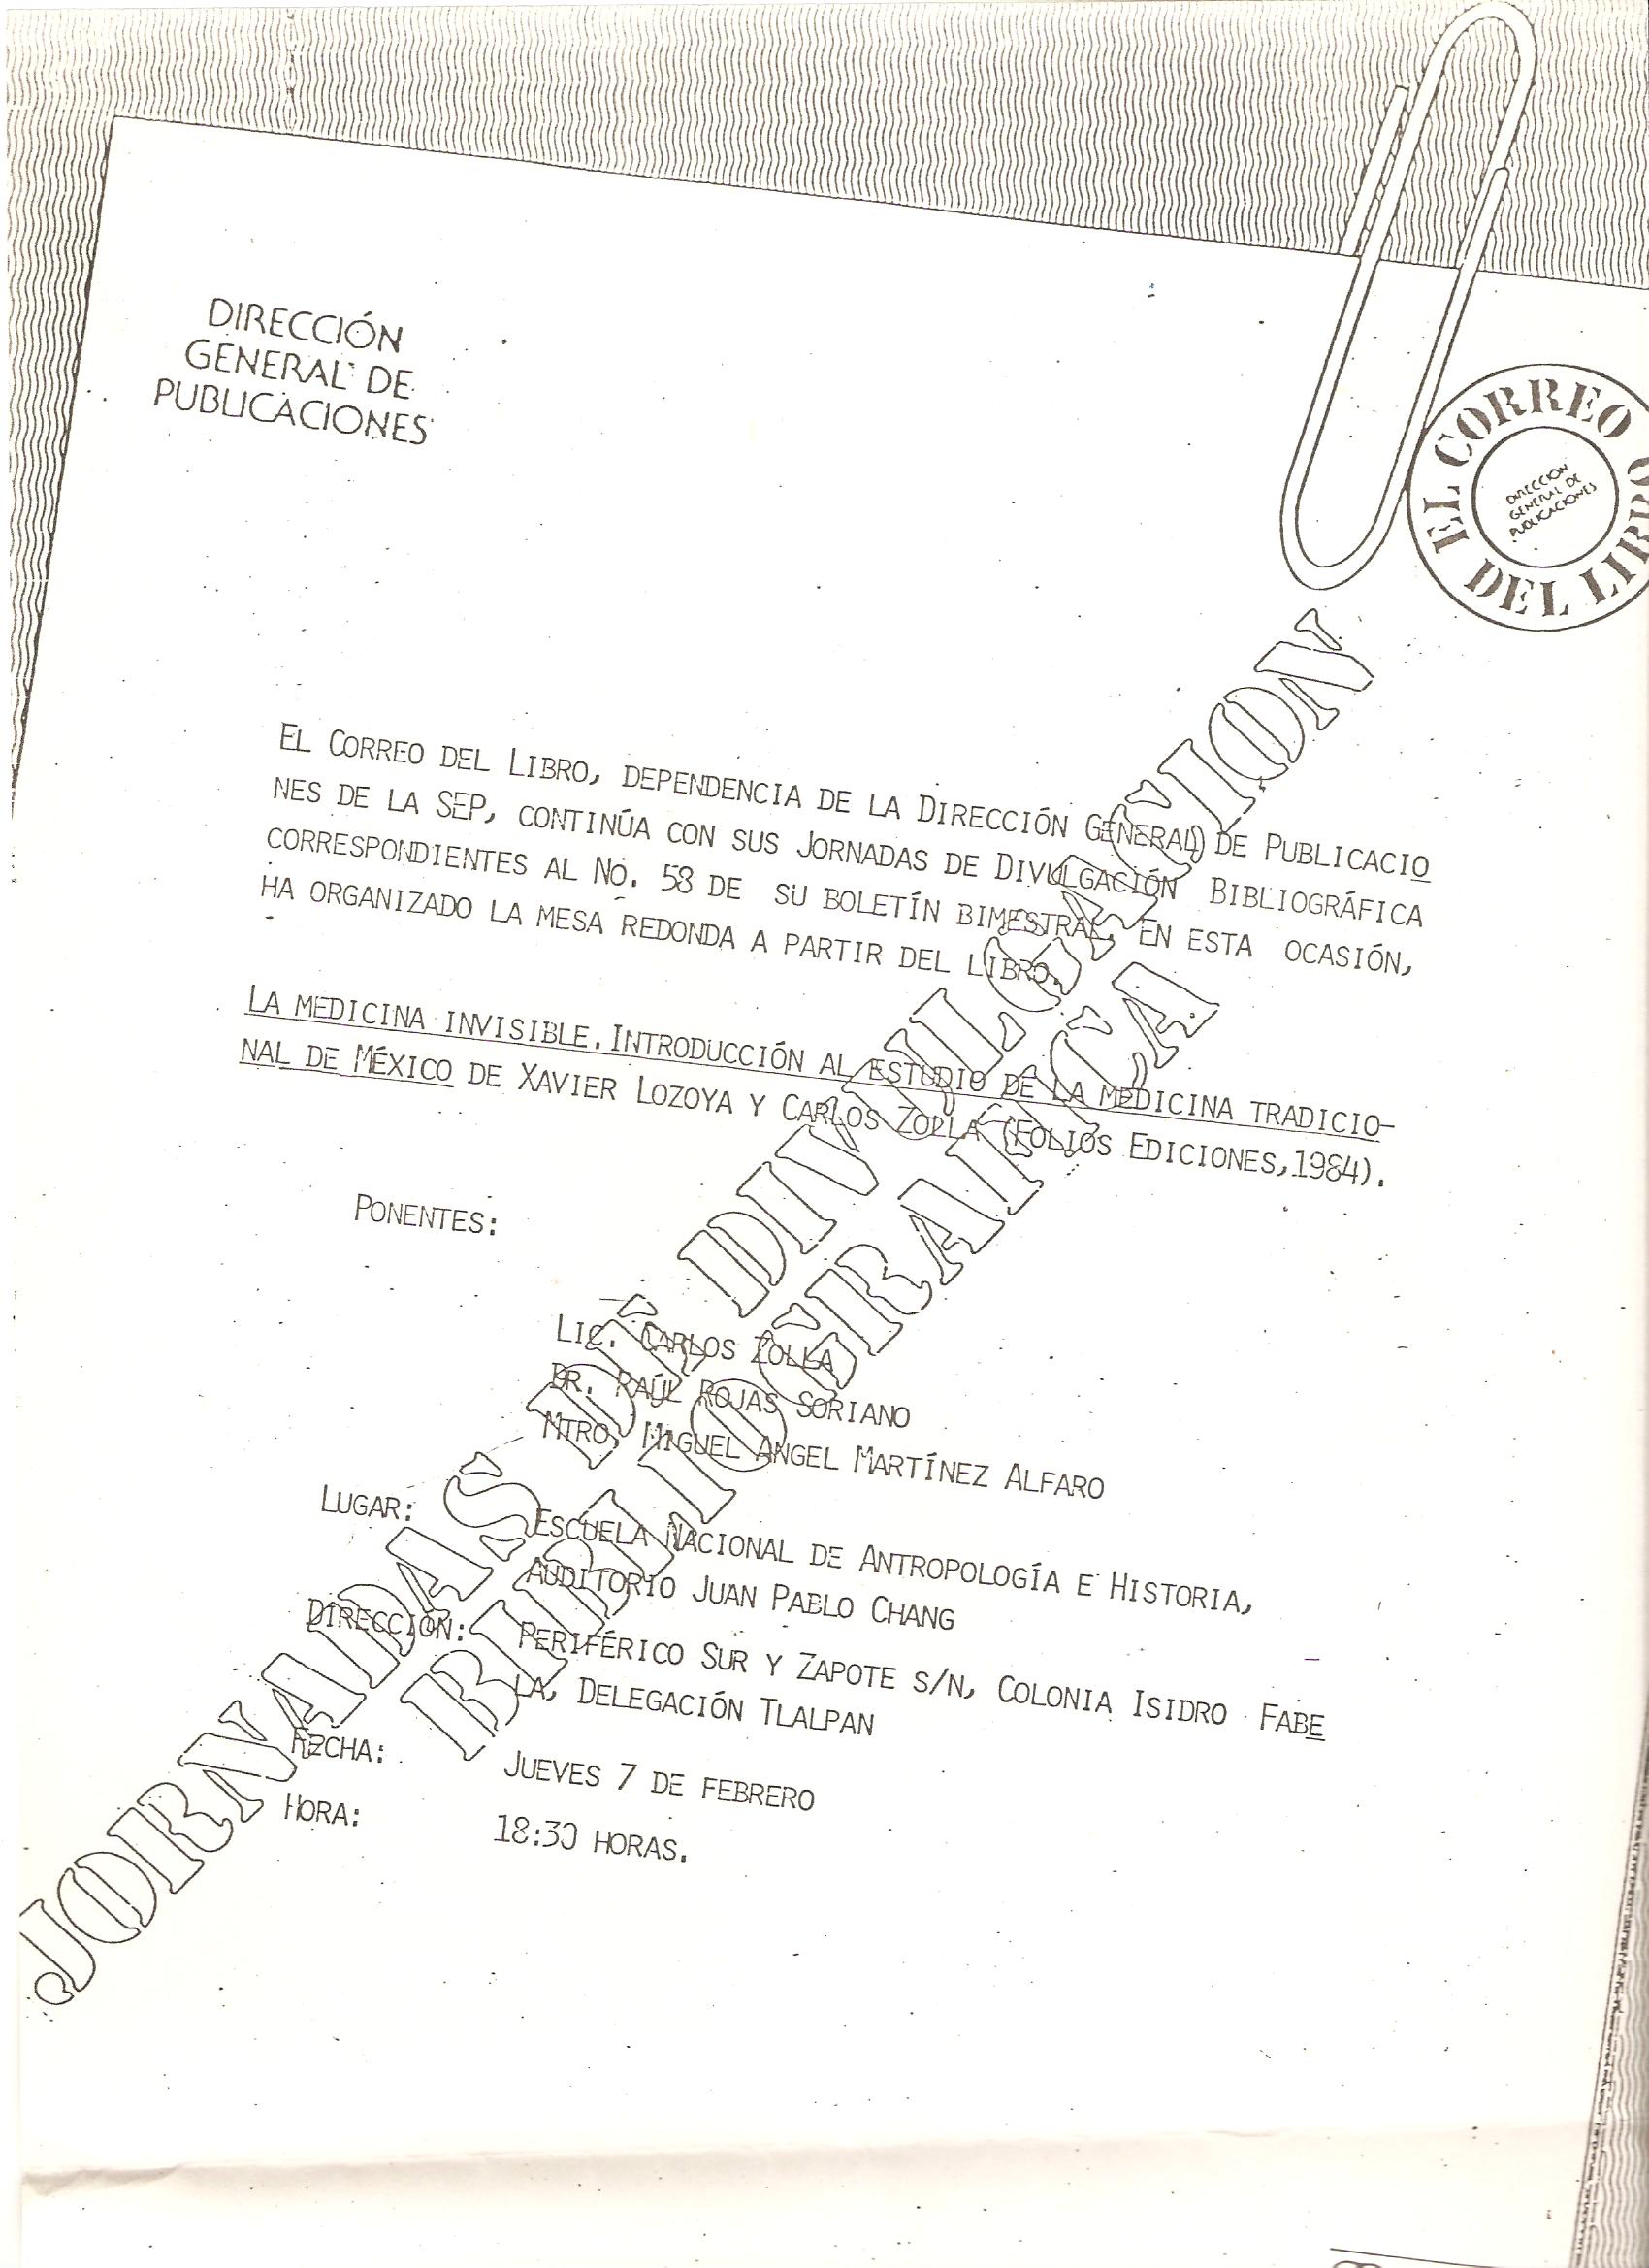 DIRECCIÓN
GENERAL DE
PUBLICACIONES
EL CORREO DEL LIBRO
DIRECCION
GENERAL DE
PUBLICACIONES
EL CORREO DEL LIBRO, DEPENDENCIA DE LA DIRECCIÓN GENERAL DE PUBLICACIO
NES DE LA SEP, CONTINÚA CON SUS JORNADAS DE DIVULGACIÓN BIBLIOGRÁFICA
CORRESPONDIENTES AL NO. 58 DE SU BOLETÍN BIMESTRAL. EN ESTA OCASIÓN,
HA ORGANIZADO LA MESA REDONDA A PARTIR DEL LIBRO.
LA MEDICINA INVISIBLE. INTRODUCCIÓN AL ESTUDIO DE LA MEDICINA TRADICIO-
NAL DE MÉXICO DE XAVIER LOZOYA Y CARLOS ZOLLA (FOLIOS EDICIONES, 1984).
PONENTES:
LIC. CARLOS ZOLLA
DR. RAÚL ROJAS SORIANO
MTRO. MIGUEL ANGEL MARTÍNEZ ALFARO
LUGAR: ESCUELA NACIONAL DE ANTROPOLOGÍA E HISTORIA,
AUDITORIO JUAN PABLO CHANG
DIRECCIÓN: PERIFÉRICO SUR Y ZAPOTE S/N, COLONIA ISIDRO FABE
LA, DELEGACIÓN TLALPAN
FECHA: JUEVES 7 DE FEBRERO
HORA: 18:30 HORAS.
JORNADAS DE DIVULGACION
BIBLIOGRAFICA